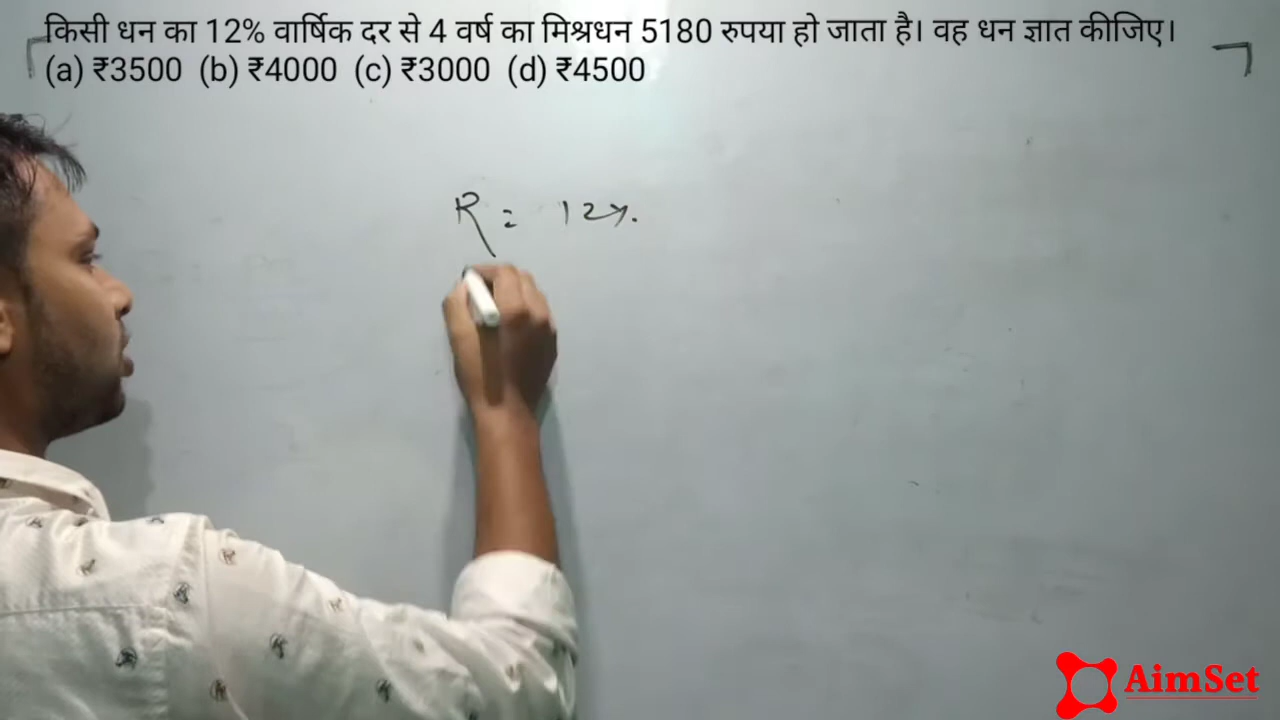 किसी धन का 12% वार्षिक दर से 4 वर्ष का मिश्रधन 5180 रुपया हो जाता है। वह धन ज्ञात कीजिए।
(a) ₹3500 (b) ₹4000 (c) ₹3000 (d) ₹4500
R = 12%
AimSet